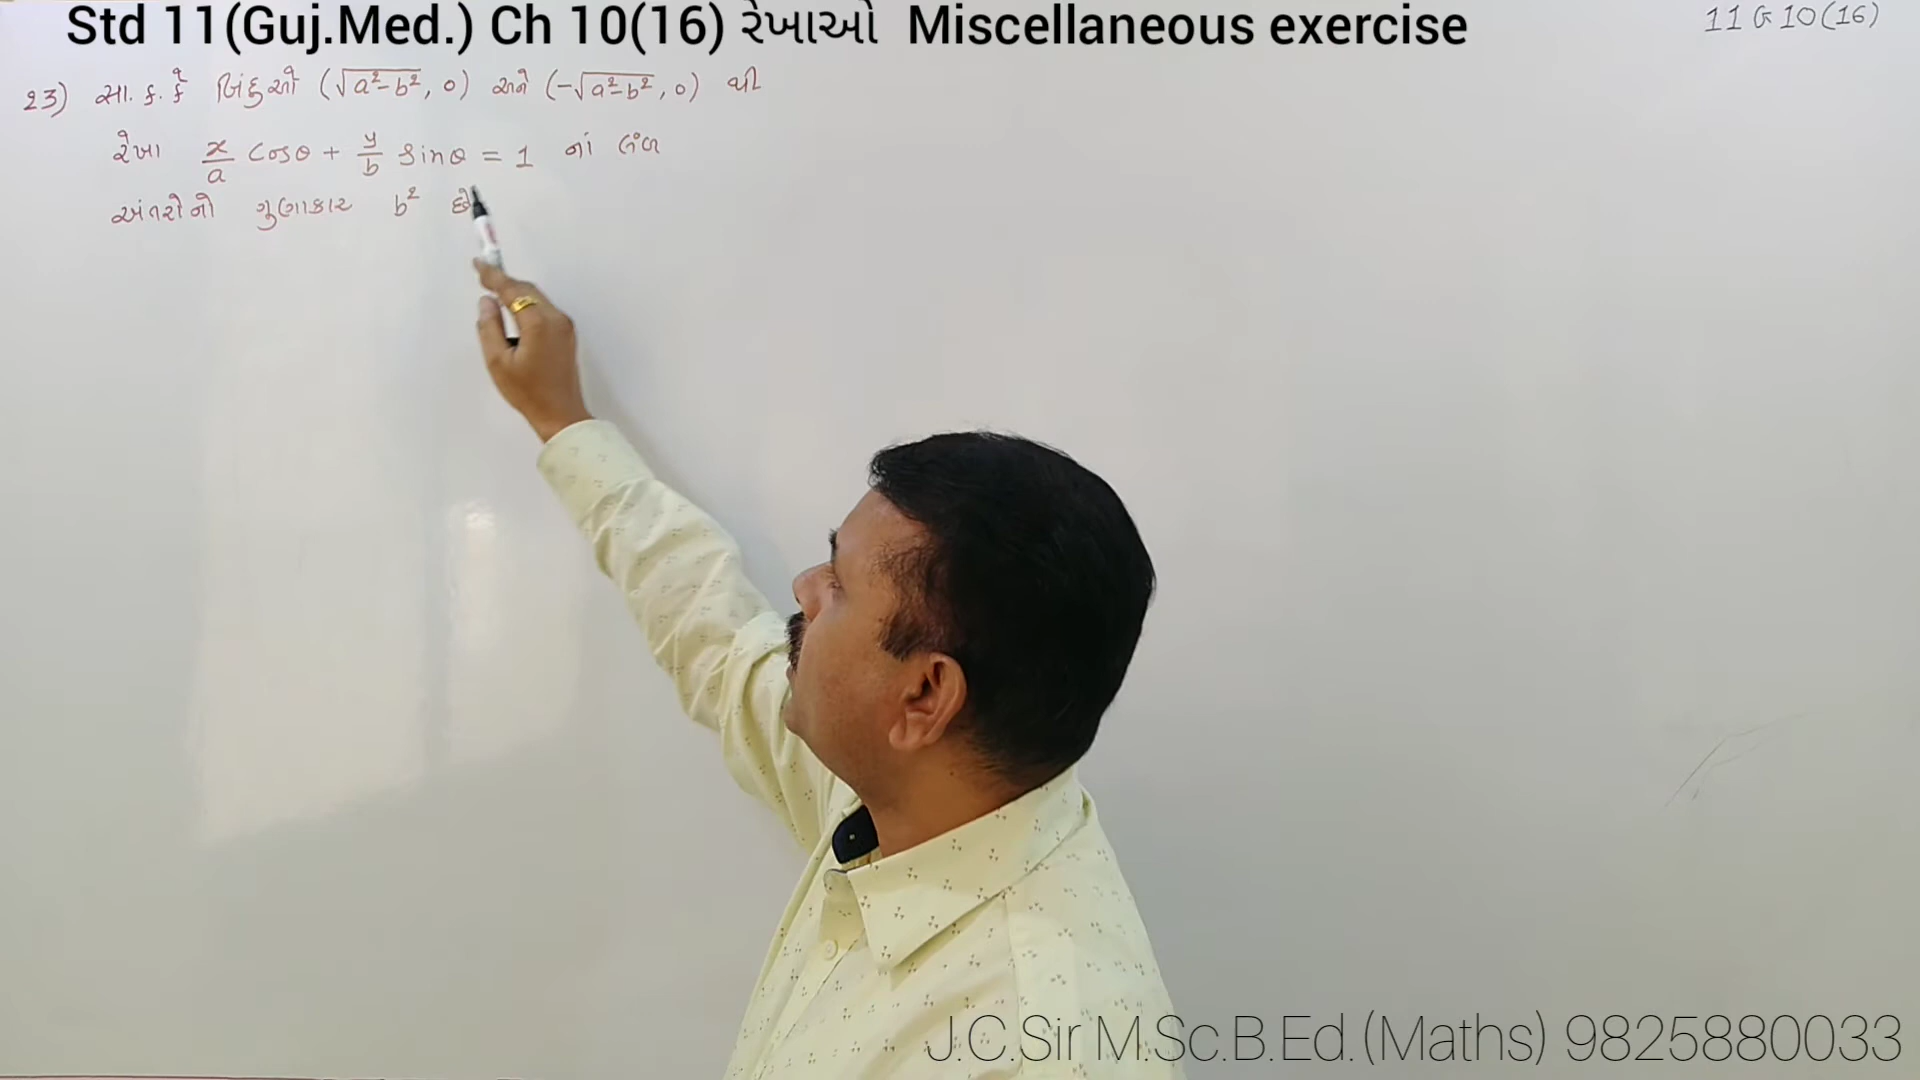 Std 11(Guj.Med.) Ch 10(16) રેખાઓ Miscellaneous exercise
11 G 10(16)
23) સા. ક. કે બિંદુઓ (√a²-b², 0) અને (-√a²-b², 0) થી
રેખા x/a cosθ + y/b sinθ = 1 નાં લંબ
અંતરોનો ગુણાકાર b² છે
J.C.Sir M.Sc.B.Ed.(Maths) 9825880033